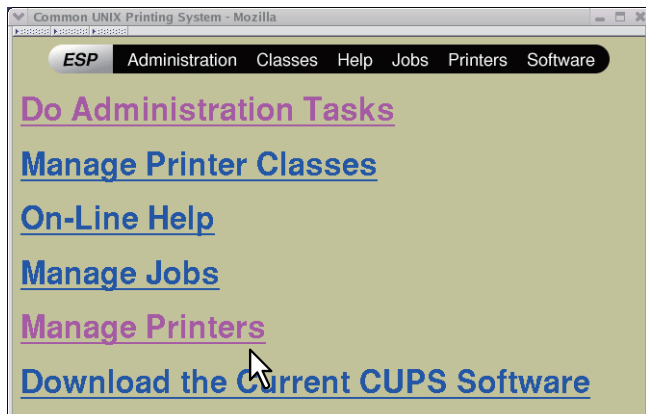 Common UNIX Printing System - Mozilla
ESP Administration Classes Help Jobs Printers Software
Do Administration Tasks
Manage Printer Classes
On-Line Help
Manage Jobs
Manage Printers
Download the Current CUPS Software